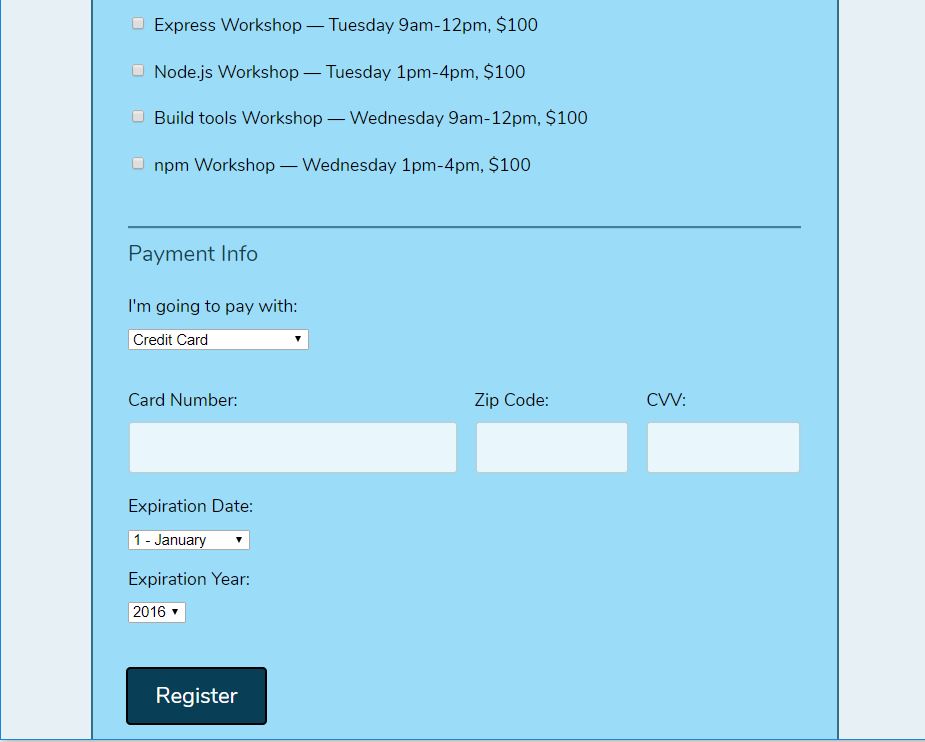 Express Workshop — Tuesday 9am-12pm, $100
Node.js Workshop — Tuesday 1pm-4pm, $100
Build tools Workshop — Wednesday 9am-12pm, $100
npm Workshop — Wednesday 1pm-4pm, $100
Payment Info
I'm going to pay with:
Credit Card
Card Number: Zip Code: CVV:
Expiration Date:
1 - January
Expiration Year:
2016
Register